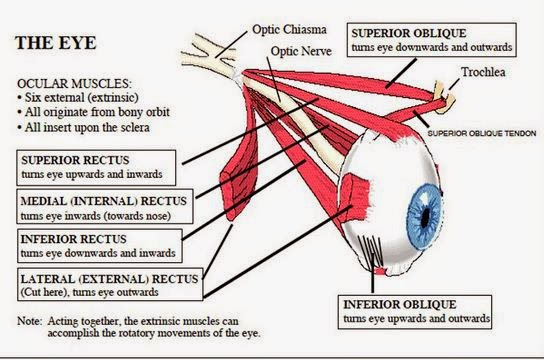 THE EYE
Optic Chiasma
Optic Nerve
SUPERIOR OBLIQUE
turns eye downwards and outwards
Trochlea
SUPERIOR OBLIQUE TENDON
OCULAR MUSCLES:
• Six external (extrinsic)
• All originate from bony orbit
• All insert upon the sclera
SUPERIOR RECTUS
turns eye upwards and inwards
MEDIAL (INTERNAL) RECTUS
turns eye inwards (towards nose)
INFERIOR RECTUS
turns eye downwards and inwards
LATERAL (EXTERNAL) RECTUS
(Cut here), turns eye outwards
INFERIOR OBLIQUE
turns eye upwards and outwards
Note: Acting together, the extrinsic muscles can
accomplish the rotatory movements of the eye.